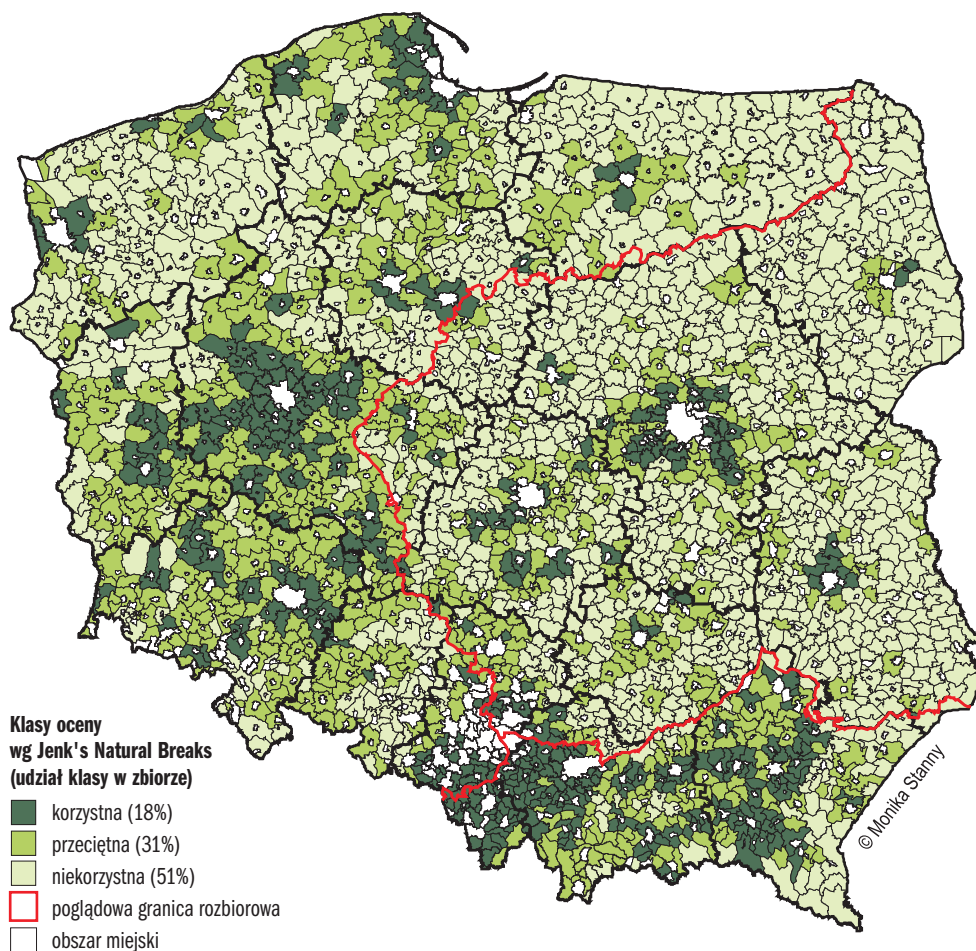 Klasy oceny
wg Jenk's Natural Breaks
(udział klasy w zbiorze)
korzystna (18%)
przeciętna (31%)
niekorzystna (51%)
poglądowa granica rozbiorowa
obszar miejski
© Monika Stanny